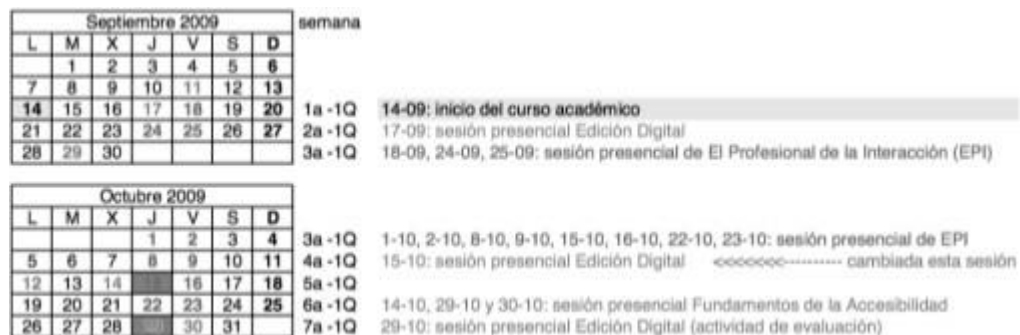 Septiembre 2009 semana
L M X J V S D
1 2 3 4 5 6
7 8 9 10 11 12 13
14 15 16 17 18 19 20 1a -1Q 14-09: inicio del curso académico
21 22 23 24 25 26 27 2a -1Q 17-09: sesión presencial Edición Digital
28 29 30 3a -1Q 18-09, 24-09, 25-09: sesión presencial de El Profesional de la Interacción (EPI)
Octubre 2009
L M X J V S D
1 2 3 4 3a -1Q 1-10, 2-10, 8-10, 9-10, 15-10, 16-10, 22-10, 23-10: sesión presencial de EPI
5 6 7 8 9 10 11 4a -1Q 15-10: sesión presencial Edición Digital <<<<<<<--------- cambiada esta sesión
12 13 14 16 17 18 5a -1Q
19 20 21 22 23 24 25 6a -1Q 14-10, 29-10 y 30-10: sesión presencial Fundamentos de la Accesibilidad
26 27 28 30 31 7a -1Q 29-10: sesión presencial Edición Digital (actividad de evaluación)